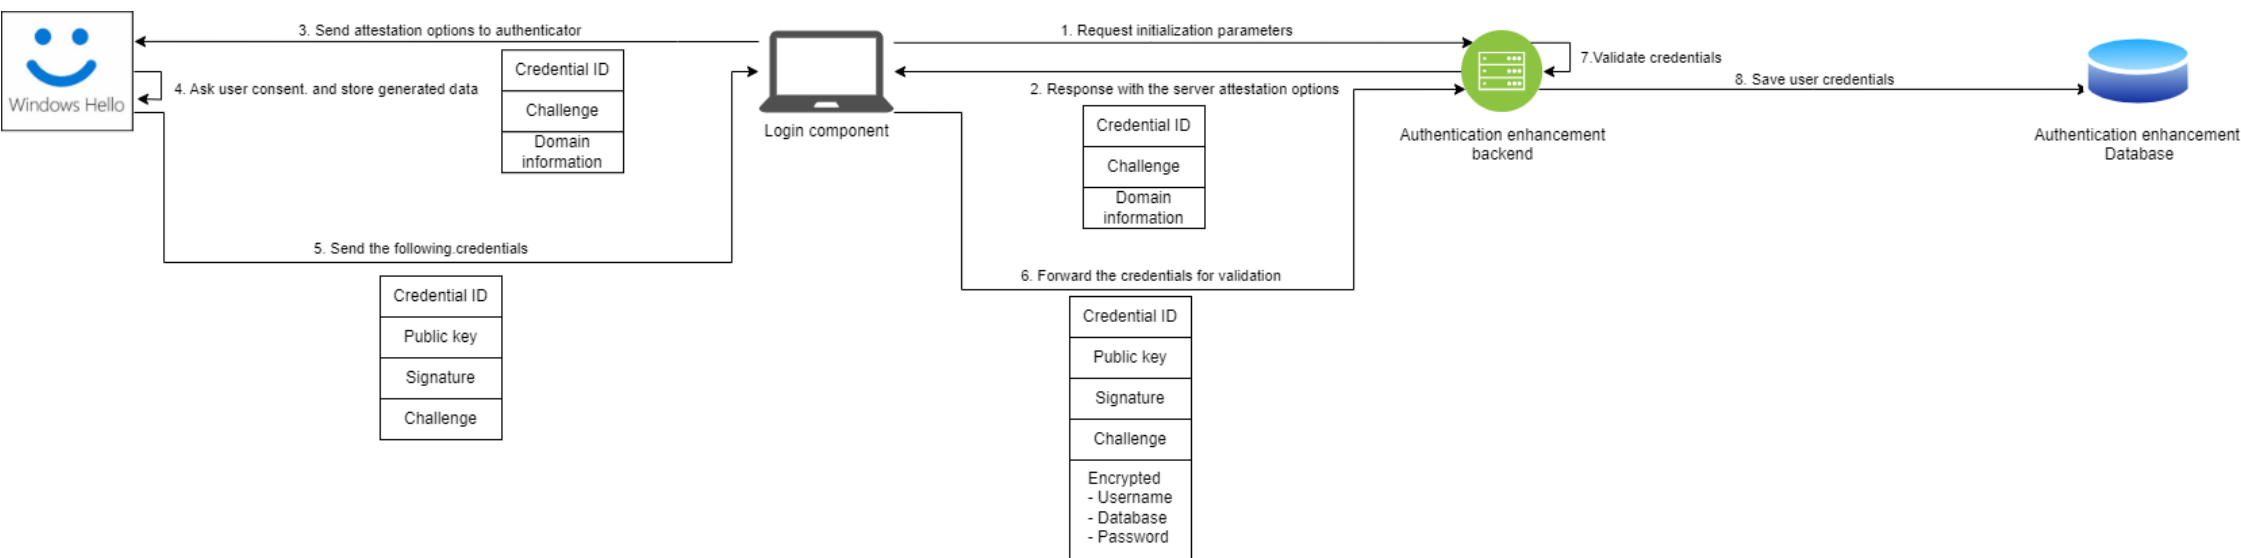 3. Send attestation options to authenticator
1. Request initialization parameters
7.Validate credentials
8. Save user credentials
Windows Hello
4. Ask user consent. and store generated data
Credential ID
Challenge
Domain
information
Login component
2. Response with the server attestation options
Credential ID
Challenge
Domain
information
Authentication enhancement
backend
Authentication enhancement
Database
5. Send the following.credentials
Credential ID
Public key
Signature
Challenge
6. Forward the credentials for validation
Credential ID
Public key
Signature
Challenge
Encrypted
- Username
- Database
- Password